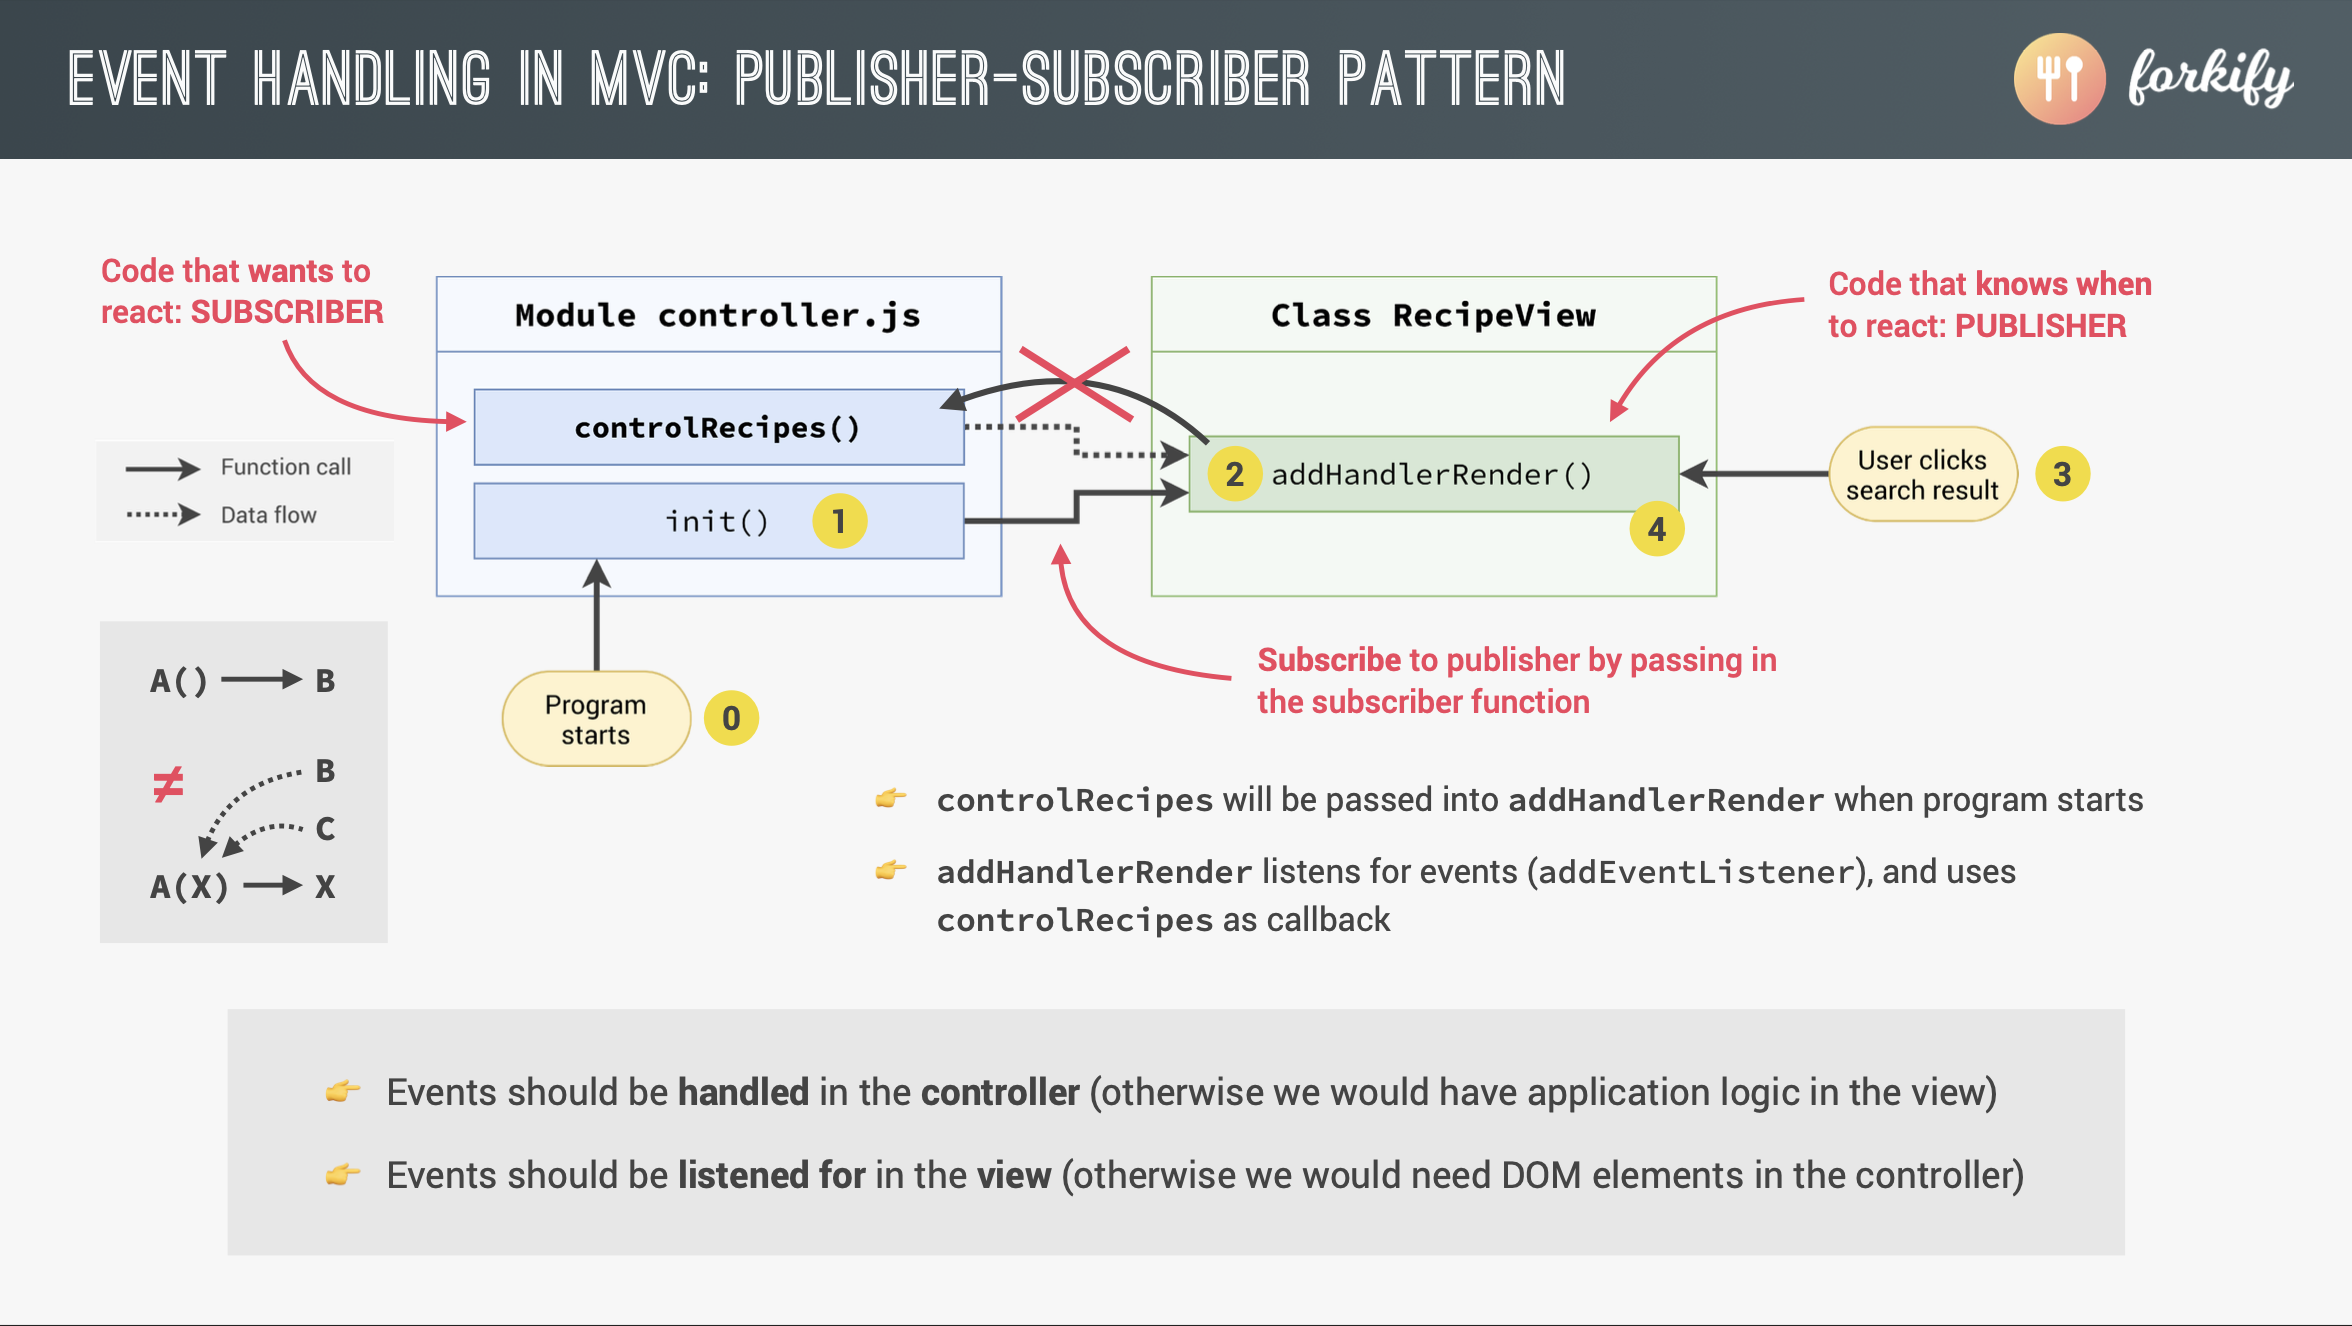 EVENT HANDLING IN MVC: PUBLISHER-SUBSCRIBER PATTERN
forkify
Code that wants to
react: SUBSCRIBER
Module controller.js
Class RecipeView
Code that knows when
to react: PUBLISHER
controlRecipes()
2 addHandlerRender()
User clicks
search result
3
Function call
Data flow
init()
1
4
A() B
Program
starts
0
Subscribe to publisher by passing in
the subscriber function
≠
B
C
A(X) X
👉 controlRecipes will be passed into addHandlerRender when program starts
👉 addHandlerRender listens for events (addEventListener), and uses
controlRecipes as callback
👉 Events should be handled in the controller (otherwise we would have application logic in the view)
👉 Events should be listened for in the view (otherwise we would need DOM elements in the controller)